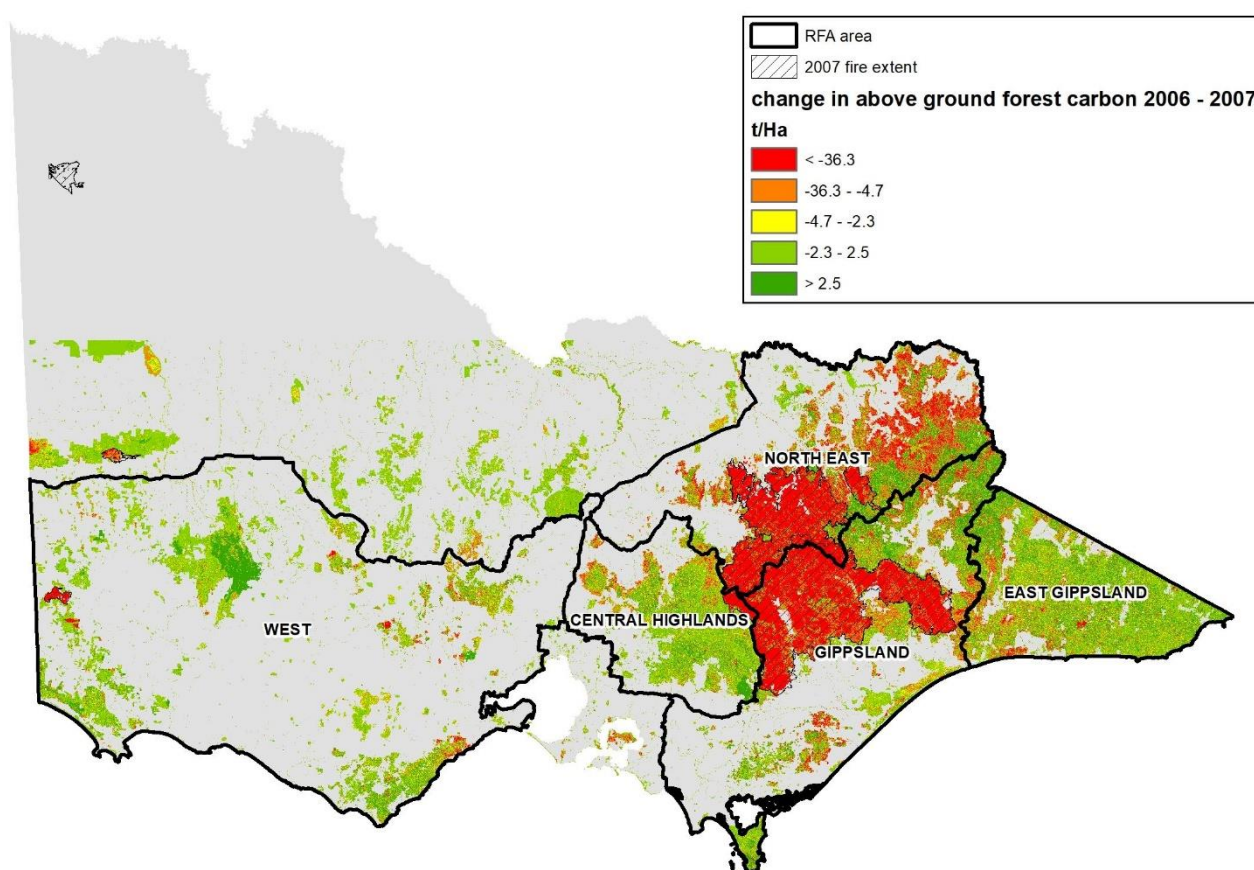 RFA area
2007 fire extent
change in above ground forest carbon 2006 - 2007
t/Ha
< -36.3
-36.3 - -4.7
-4.7 - -2.3
-2.3 - 2.5
> 2.5
NORTH EAST
EAST GIPPSLAND
CENTRAL HIGHLANDS
WEST
GIPPSLAND